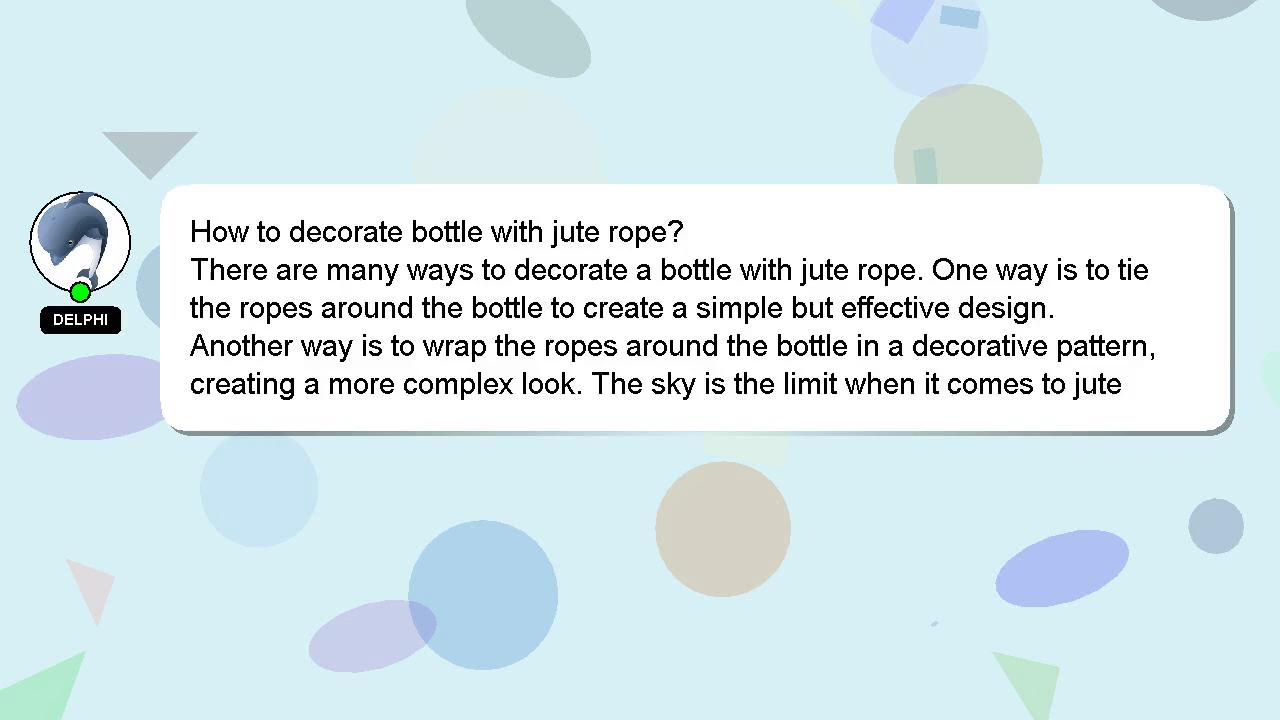 How to decorate bottle with jute rope?
There are many ways to decorate a bottle with jute rope. One way is to tie
the ropes around the bottle to create a simple but effective design.
Another way is to wrap the ropes around the bottle in a decorative pattern,
creating a more complex look. The sky is the limit when it comes to jute
DELPHI